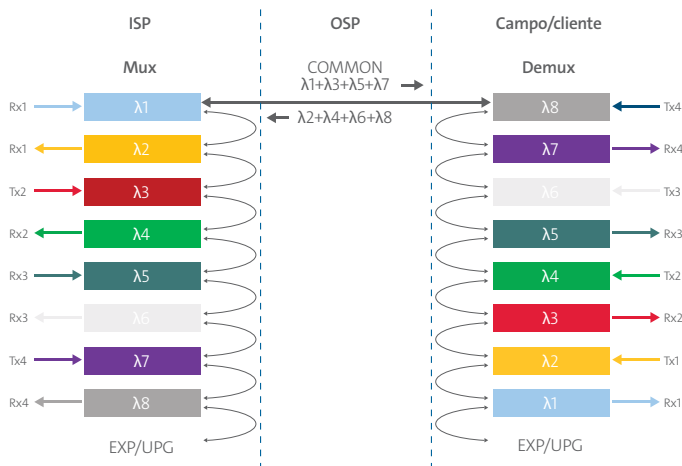 ISP
OSP
Campo/cliente
Mux
COMMON
Demux
λ1+λ3+λ5+λ7
Rx1
λ1
λ8
Tx4
λ2+λ4+λ6+λ8
Rx1
λ2
λ7
Rx4
Tx2
λ3
λ6
Tx3
Rx2
λ4
λ5
Rx3
Rx3
λ5
λ4
Tx2
Rx3
λ6
λ3
Rx2
Tx4
λ7
λ2
Tx1
Rx4
λ8
λ1
Rx1
EXP/UPG
EXP/UPG